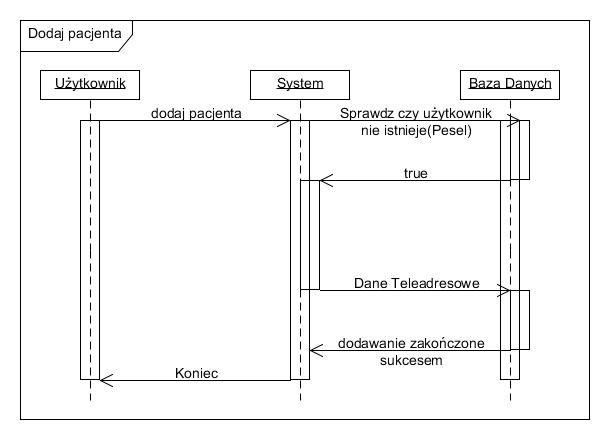 Dodaj pacjenta
Użytkownik
System
Baza Danych
dodaj pacjenta
Sprawdz czy użytkownik
nie istnieje(Pesel)
true
Dane Teleadresowe
dodawanie zakończone
sukcesem
Koniec